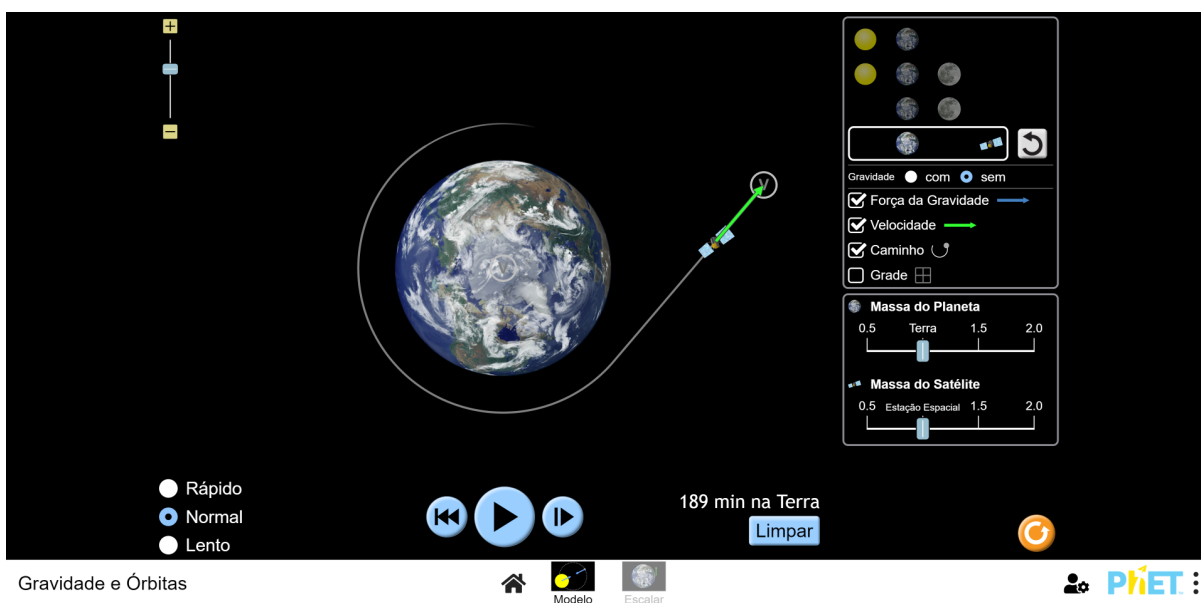 +
−
V
V
Gravidade com sem
Força da Gravidade
Velocidade
Caminho
Grade
Massa do Planeta
0.5 Terra 1.5 2.0
Massa do Satélite
0.5 Estação Espacial 1.5 2.0
Rápido
Normal
Lento
189 min na Terra
Limpar
Gravidade e Órbitas
Modelo
Escalar
PhET